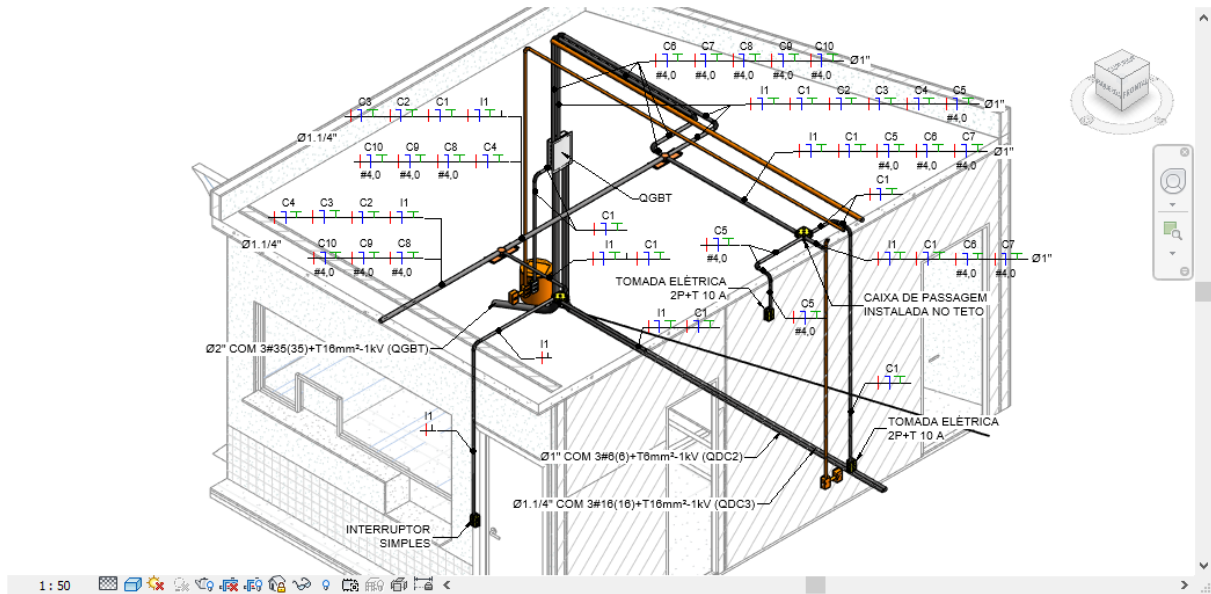 C6 C7 C8 C9 C10
Ø1"
#4,0 #4,0 #4,0 #4,0 #4,0
I1 C1 C2 C3 C4 C5
Ø1"
#4,0
C3 C2 C1 I1
Ø1.1/4"
C10 C9 C8 C4
#4,0 #4,0 #4,0
I1 C1 C5 C6 C7
Ø1"
#4,0 #4,0 #4,0
C1
QGBT
C4 C3 C2 I1
Ø1.1/4"
C10 C9 C8
#4,0 #4,0 #4,0
C1
I1 C1
C5
#4,0
I1 C1 C6 C7
Ø1"
#4,0 #4,0
TOMADA ELÉTRICA
2P+T 10 A
CAIXA DE PASSAGEM
INSTALADA NO TETO
C5
#4,0
I1 C1
Ø2" COM 3#35(35)+T16mm²-1kV (QGBT)
I1
C1
I1
TOMADA ELÉTRICA
2P+T 10 A
Ø1" COM 3#6(6)+T6mm²-1kV (QDC2)
Ø1.1/4" COM 3#16(16)+T16mm²-1kV (QDC3)
INTERRUPTOR
SIMPLES
1 : 50